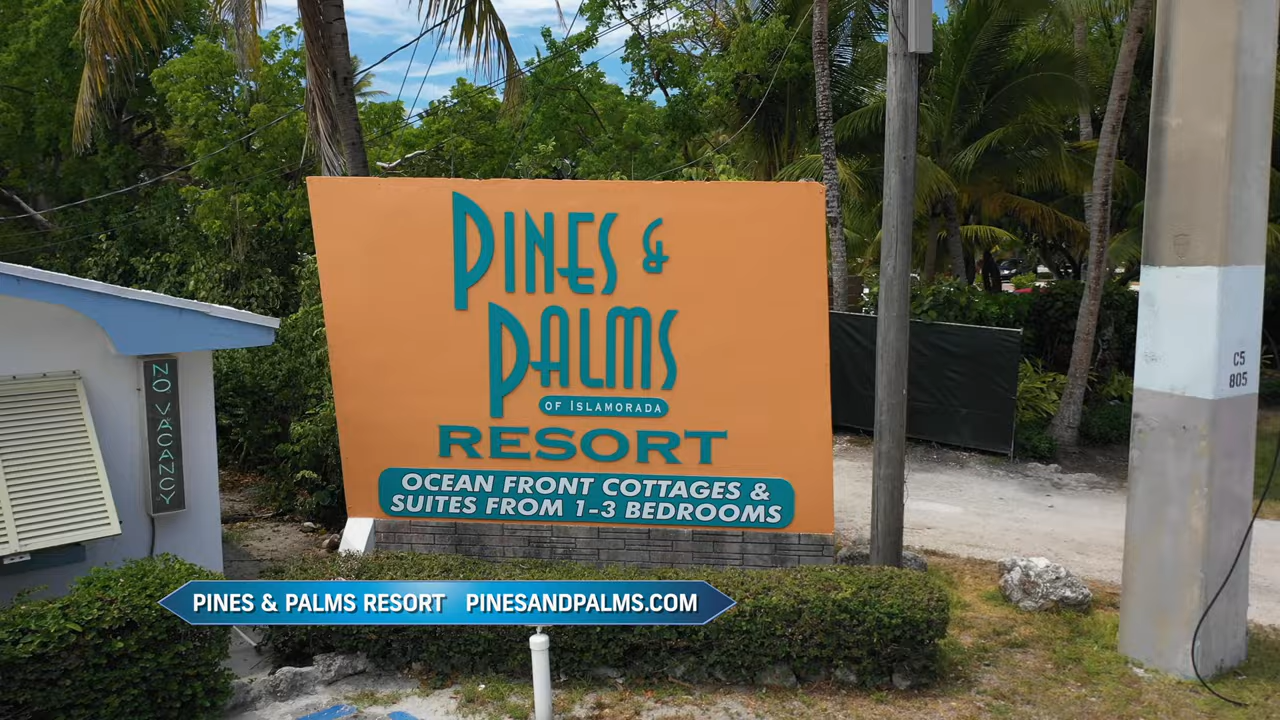 PINES &
PALMS
OF ISLAMORADA
RESORT
OCEAN FRONT COTTAGES &
SUITES FROM 1-3 BEDROOMS
NO VACANCY
C5
805
PINES & PALMS RESORT PINESANDPALMS.COM